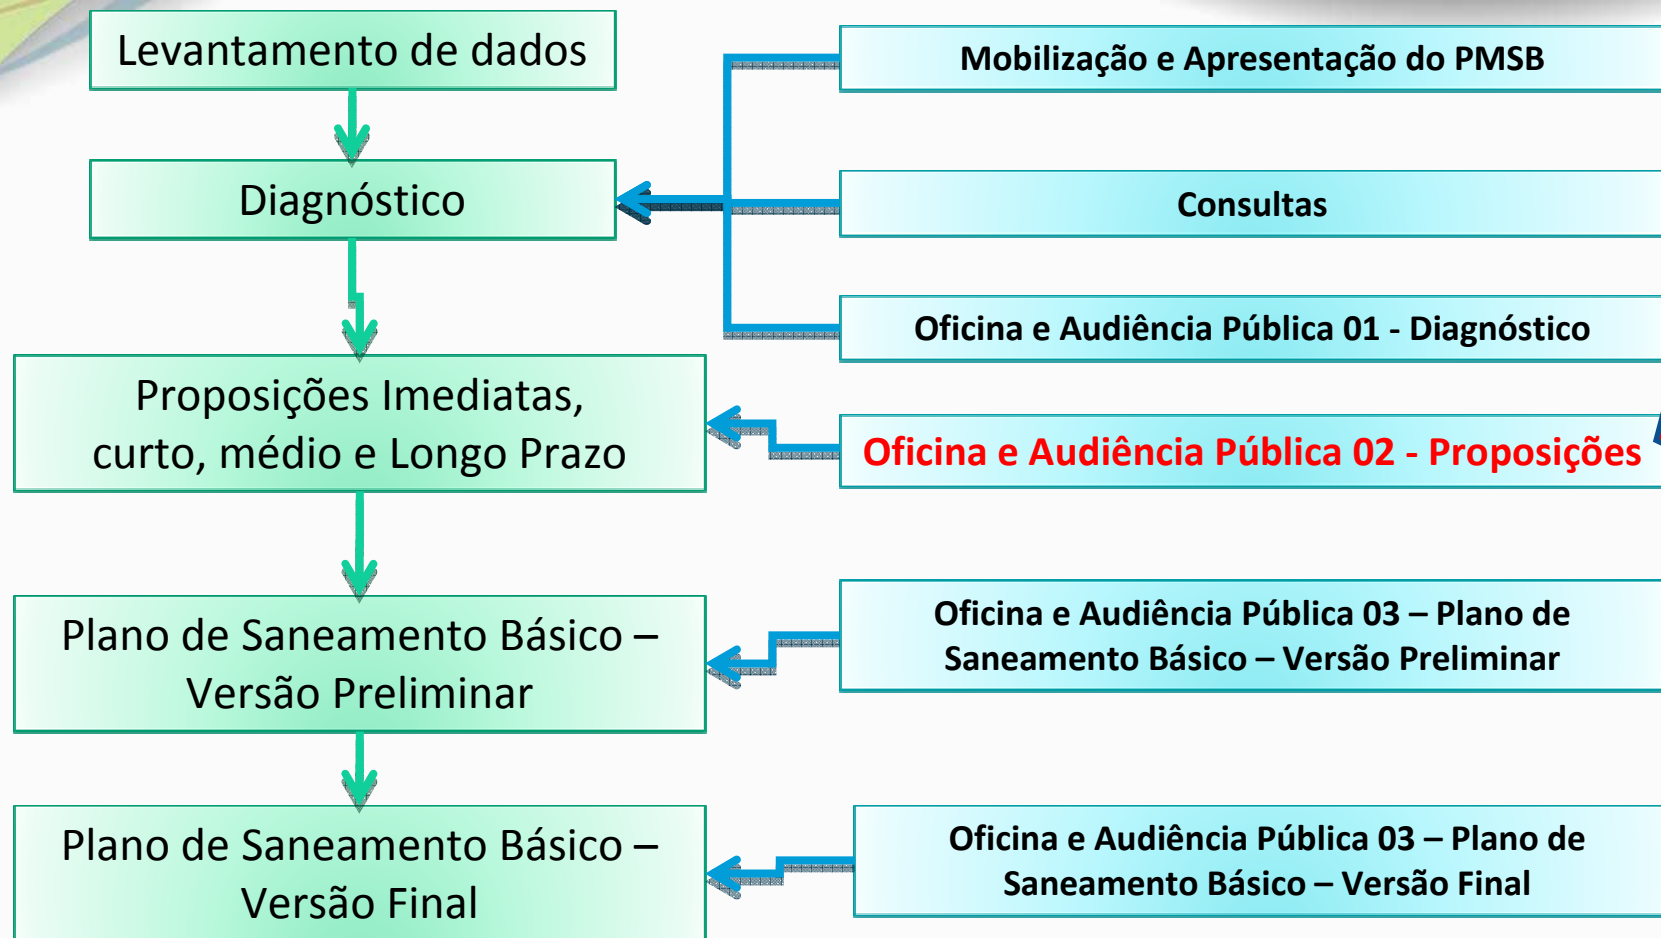 Levantamento de dados
Mobilização e Apresentação do PMSB
Diagnóstico
Consultas
Oficina e Audiência Pública 01 - Diagnóstico
Proposições Imediatas,
curto, médio e Longo Prazo
Oficina e Audiência Pública 02 - Proposições
Plano de Saneamento Básico –
Versão Preliminar
Oficina e Audiência Pública 03 – Plano de
Saneamento Básico – Versão Preliminar
Plano de Saneamento Básico –
Versão Final
Oficina e Audiência Pública 03 – Plano de
Saneamento Básico – Versão Final